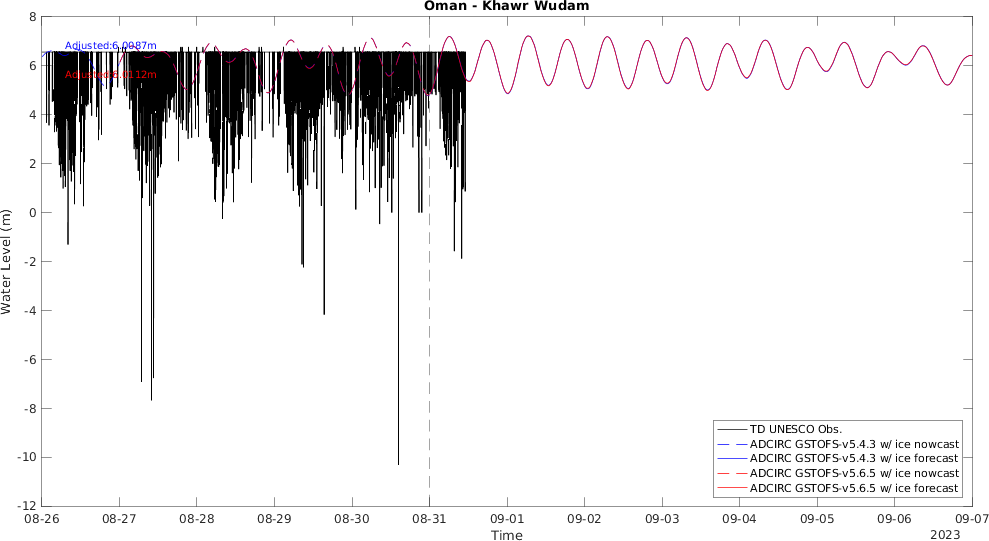 Oman - Khawr Wudam
8
6
4
2
0
-2
-4
-6
-8
-10
-12
Water Level (m)
Adjusted:6.0087m
Adjusted:6.0112m
TD UNESCO Obs.
ADCIRC GSTOFS-v5.4.3 w/ ice nowcast
ADCIRC GSTOFS-v5.4.3 w/ ice forecast
ADCIRC GSTOFS-v5.6.5 w/ ice nowcast
ADCIRC GSTOFS-v5.6.5 w/ ice forecast
08-26 08-27 08-28 08-29 08-30 08-31 09-01 09-02 09-03 09-04 09-05 09-06 09-07
Time
2023